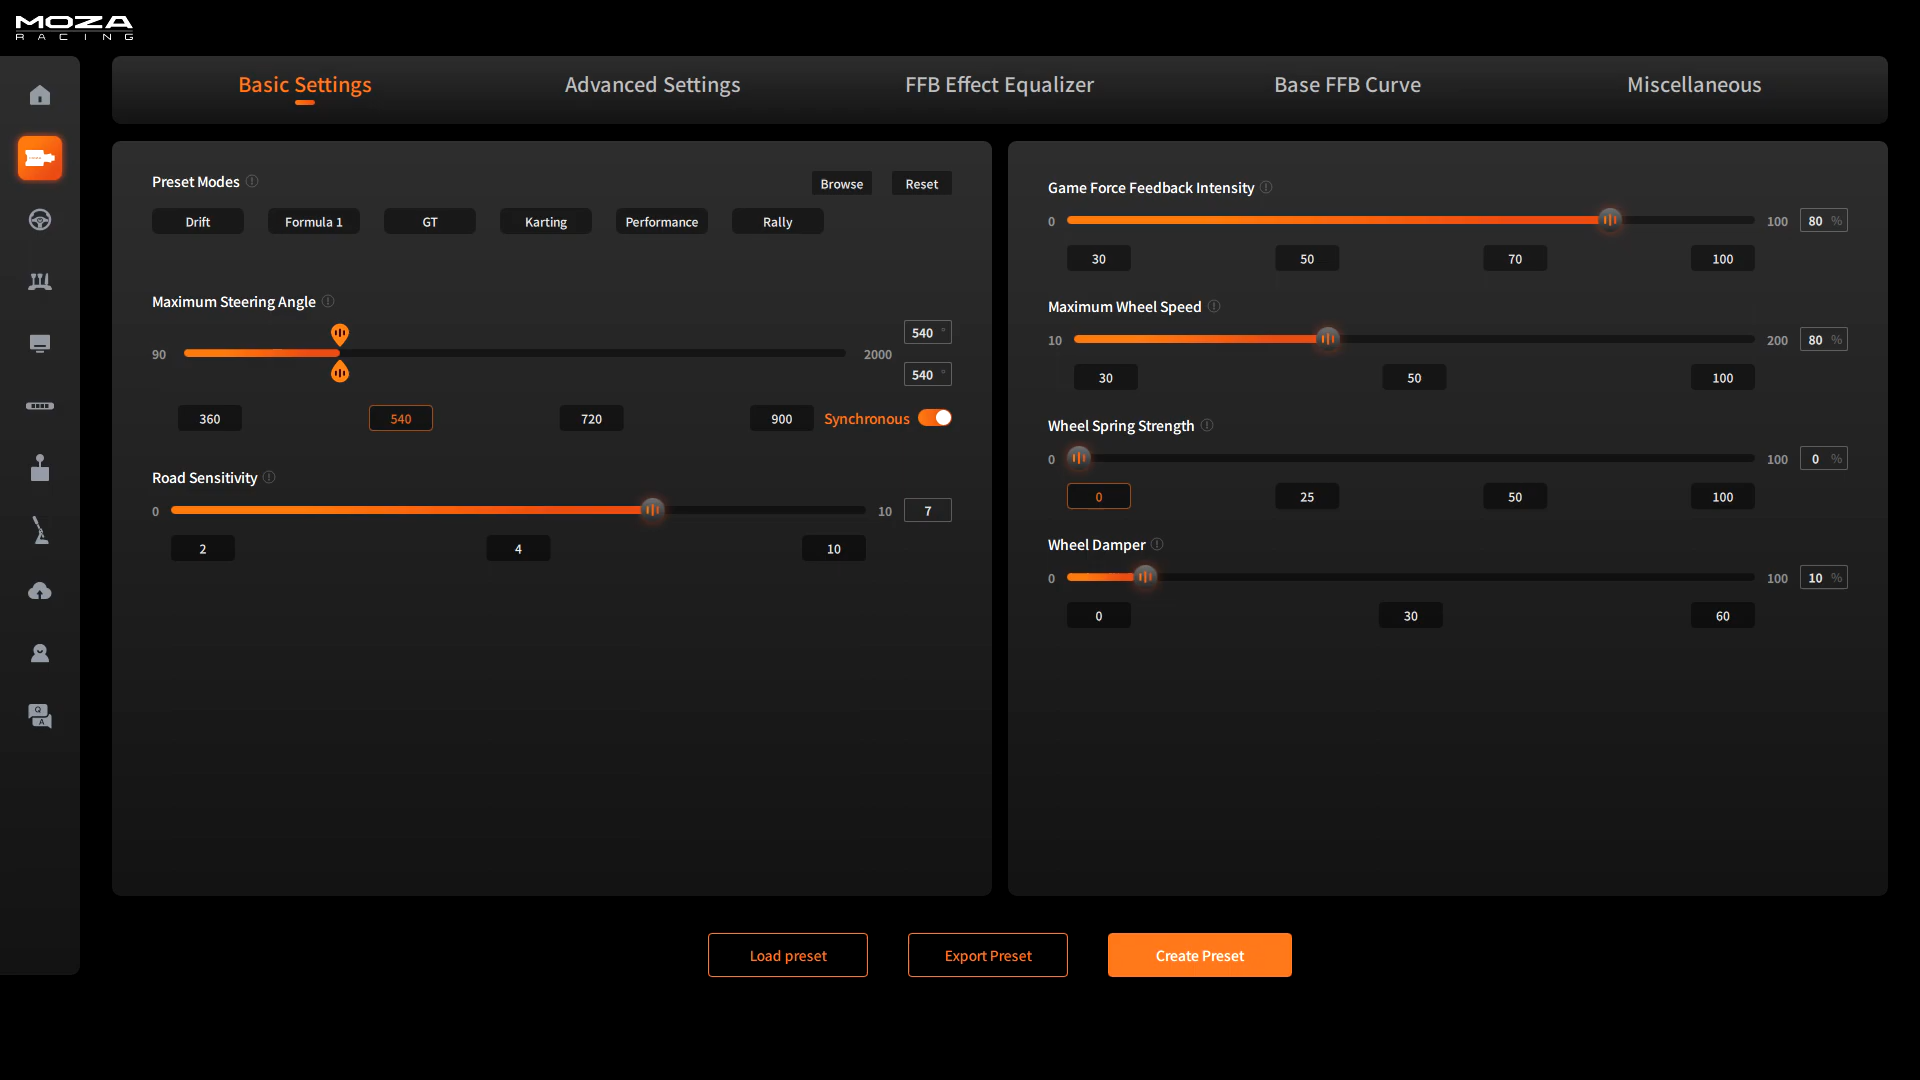 MOZA
RACING
Basic Settings
Advanced Settings
FFB Effect Equalizer
Base FFB Curve
Miscellaneous
Preset Modes
Browse
Reset
Drift
Formula 1
GT
Karting
Performance
Rally
Maximum Steering Angle
90
2000
540 °
540 °
360
540
720
900
Synchronous
Road Sensitivity
0
10
7
2
4
10
Game Force Feedback Intensity
0
100
80 %
30
50
70
100
Maximum Wheel Speed
10
200
80 %
30
50
100
Wheel Spring Strength
0
100
0 %
0
25
50
100
Wheel Damper
0
100
10 %
0
30
60
Q
A
Load preset
Export Preset
Create Preset